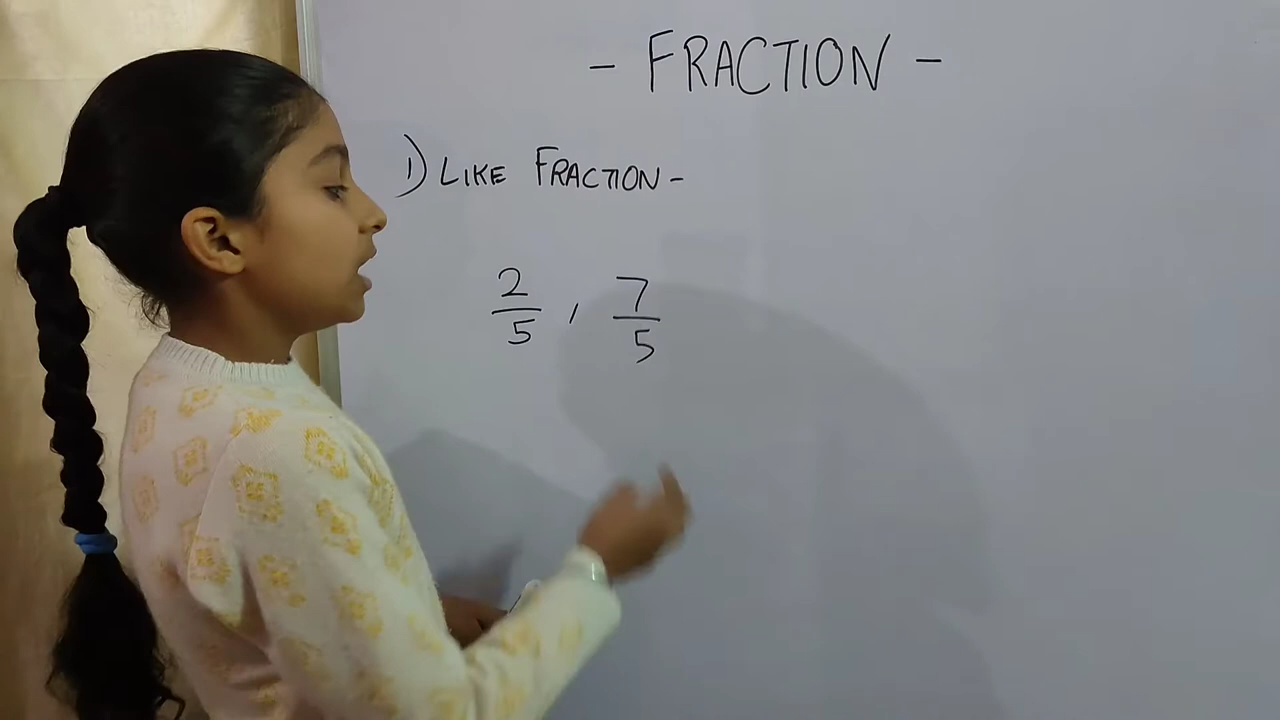 - FRACTION -
1) LIKE FRACTION -
2/5 , 7/5